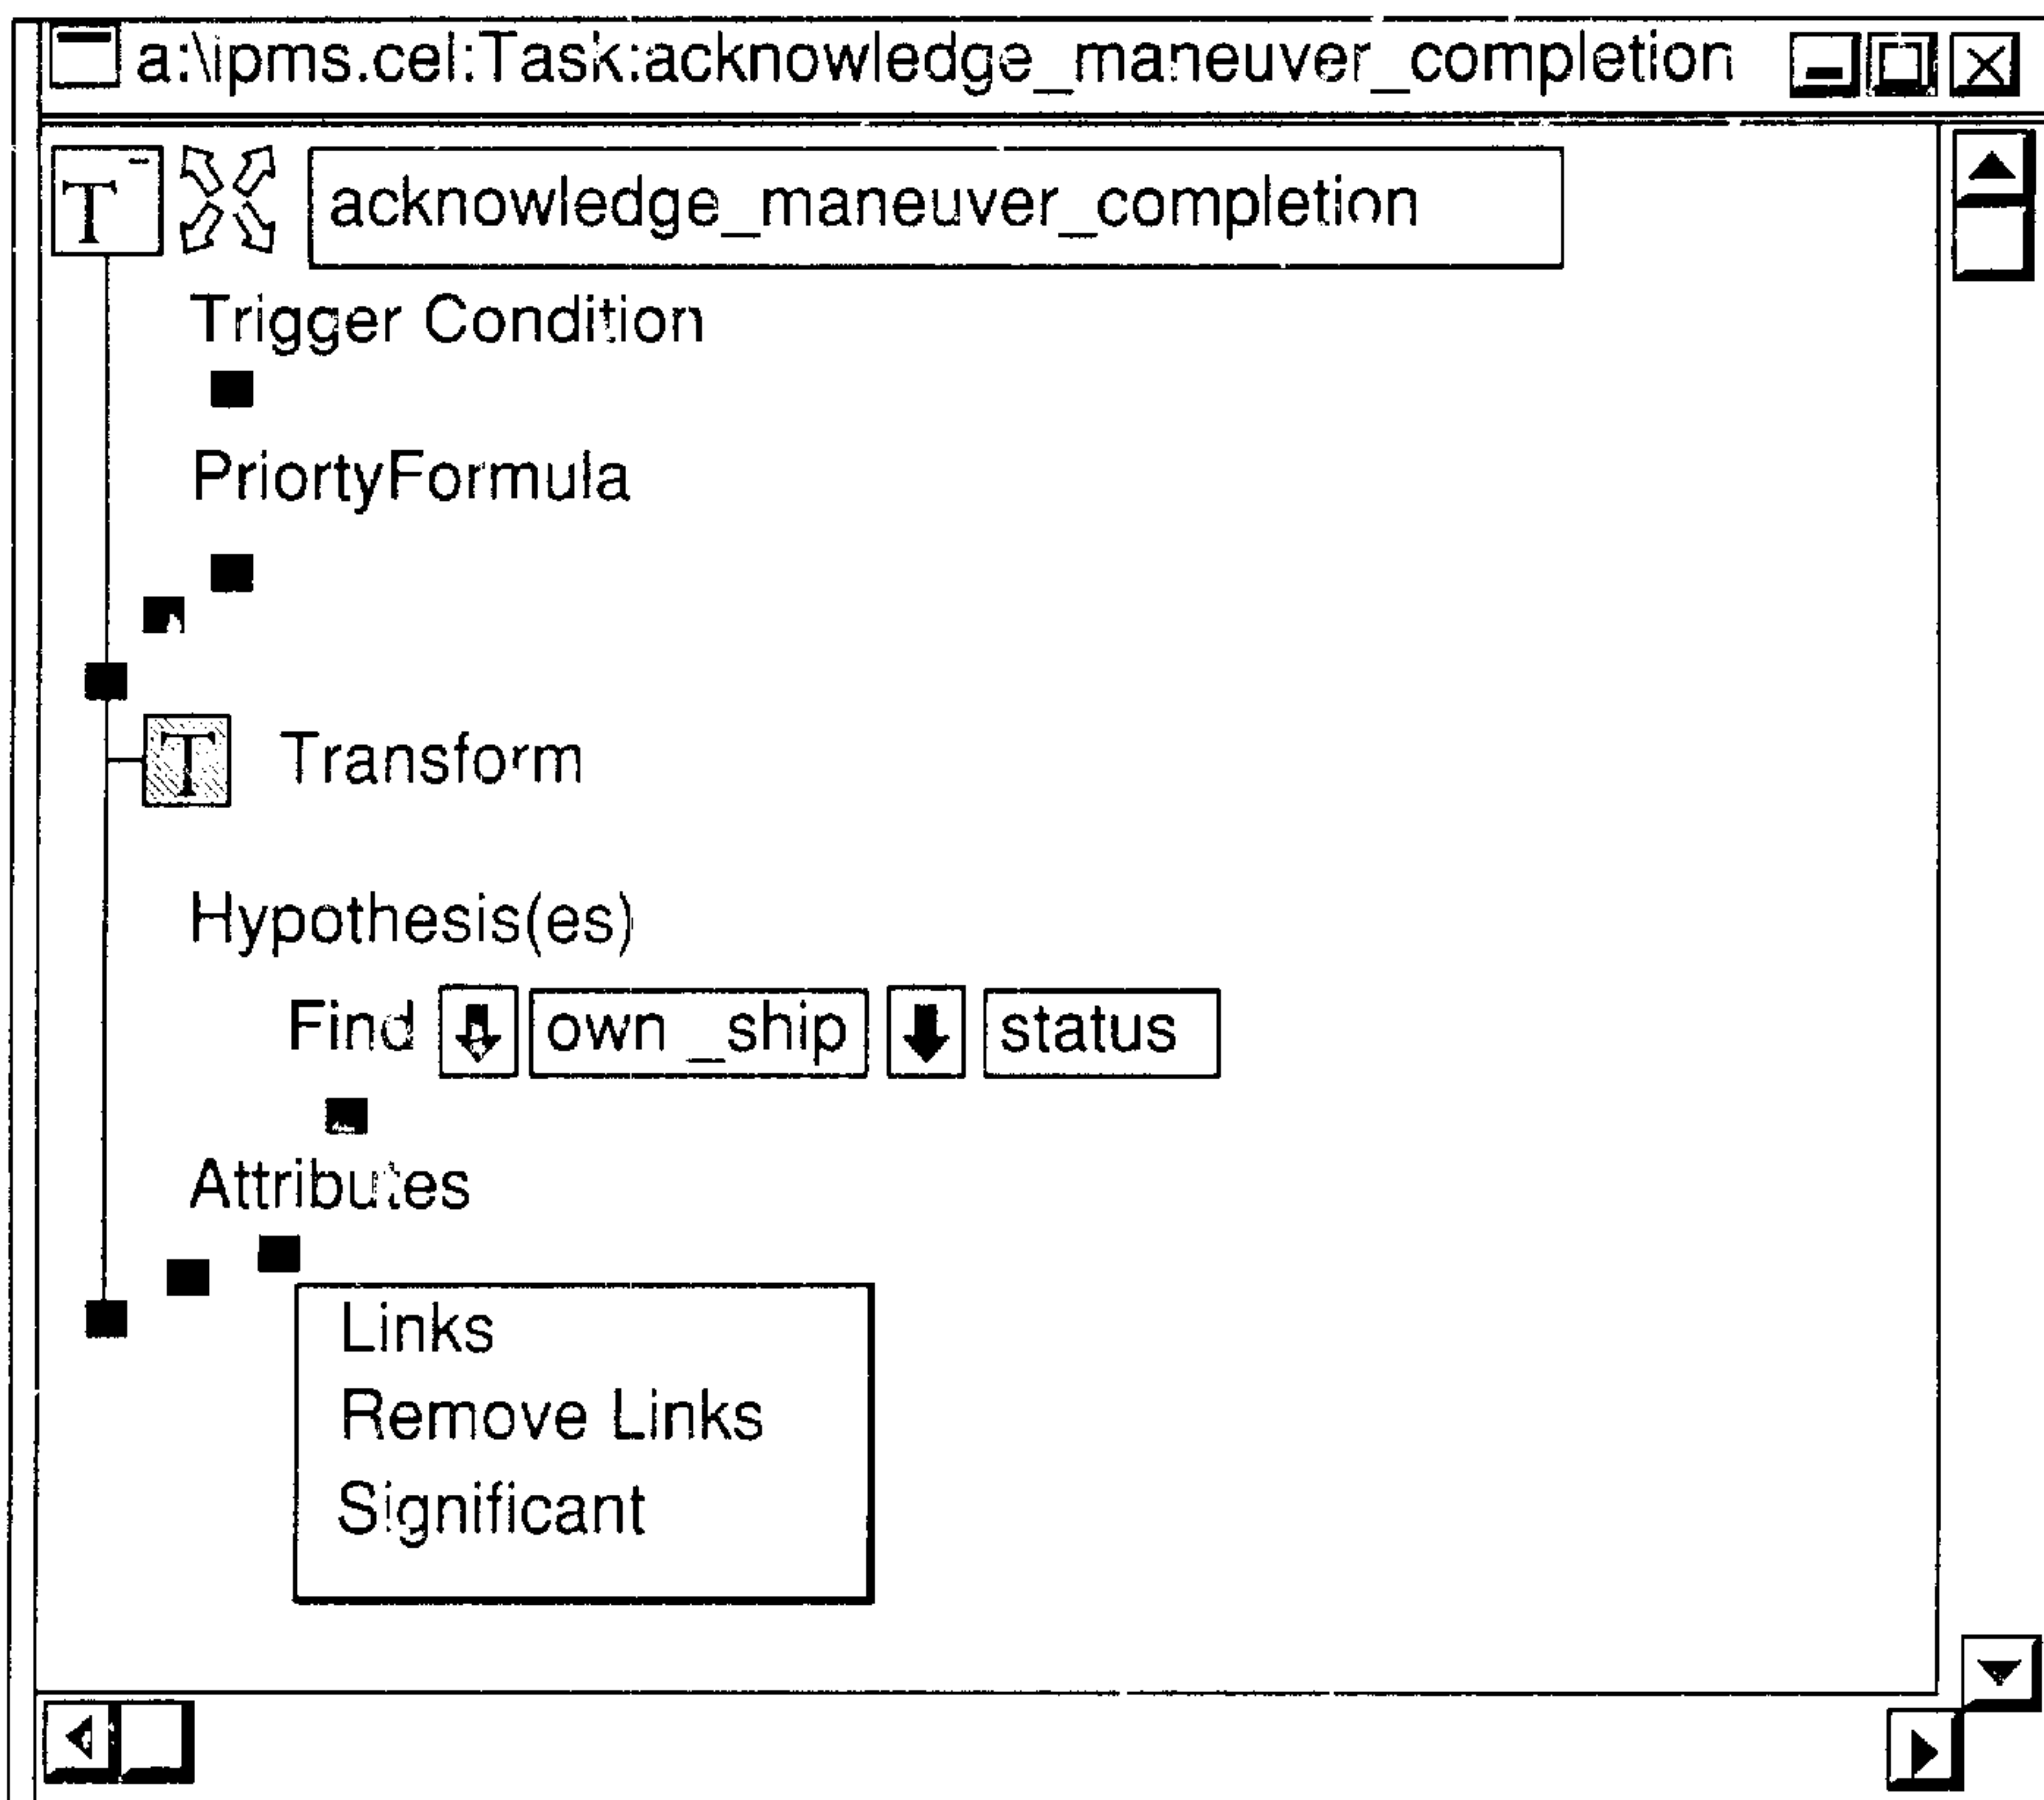 a:\ipms.cel:Task:acknowledge_maneuver_completion
T acknowledge_maneuver_completion
Trigger Condition
PriortyFormula
T Transform
Hypothesis(es)
Find own _ship status
Attributes
Links
Remove Links
Significant